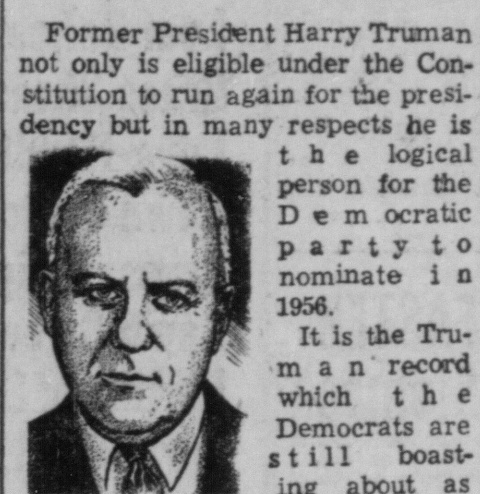 Former President Harry Truman
not only is eligible under the Con-
stitution to run again for the presi-
dency but in many respects he is
the logical
person for the
Democratic
party to
nominate in
1956.
It is the Tru-
man record
which the
Democrats are
still boast-
ing about as